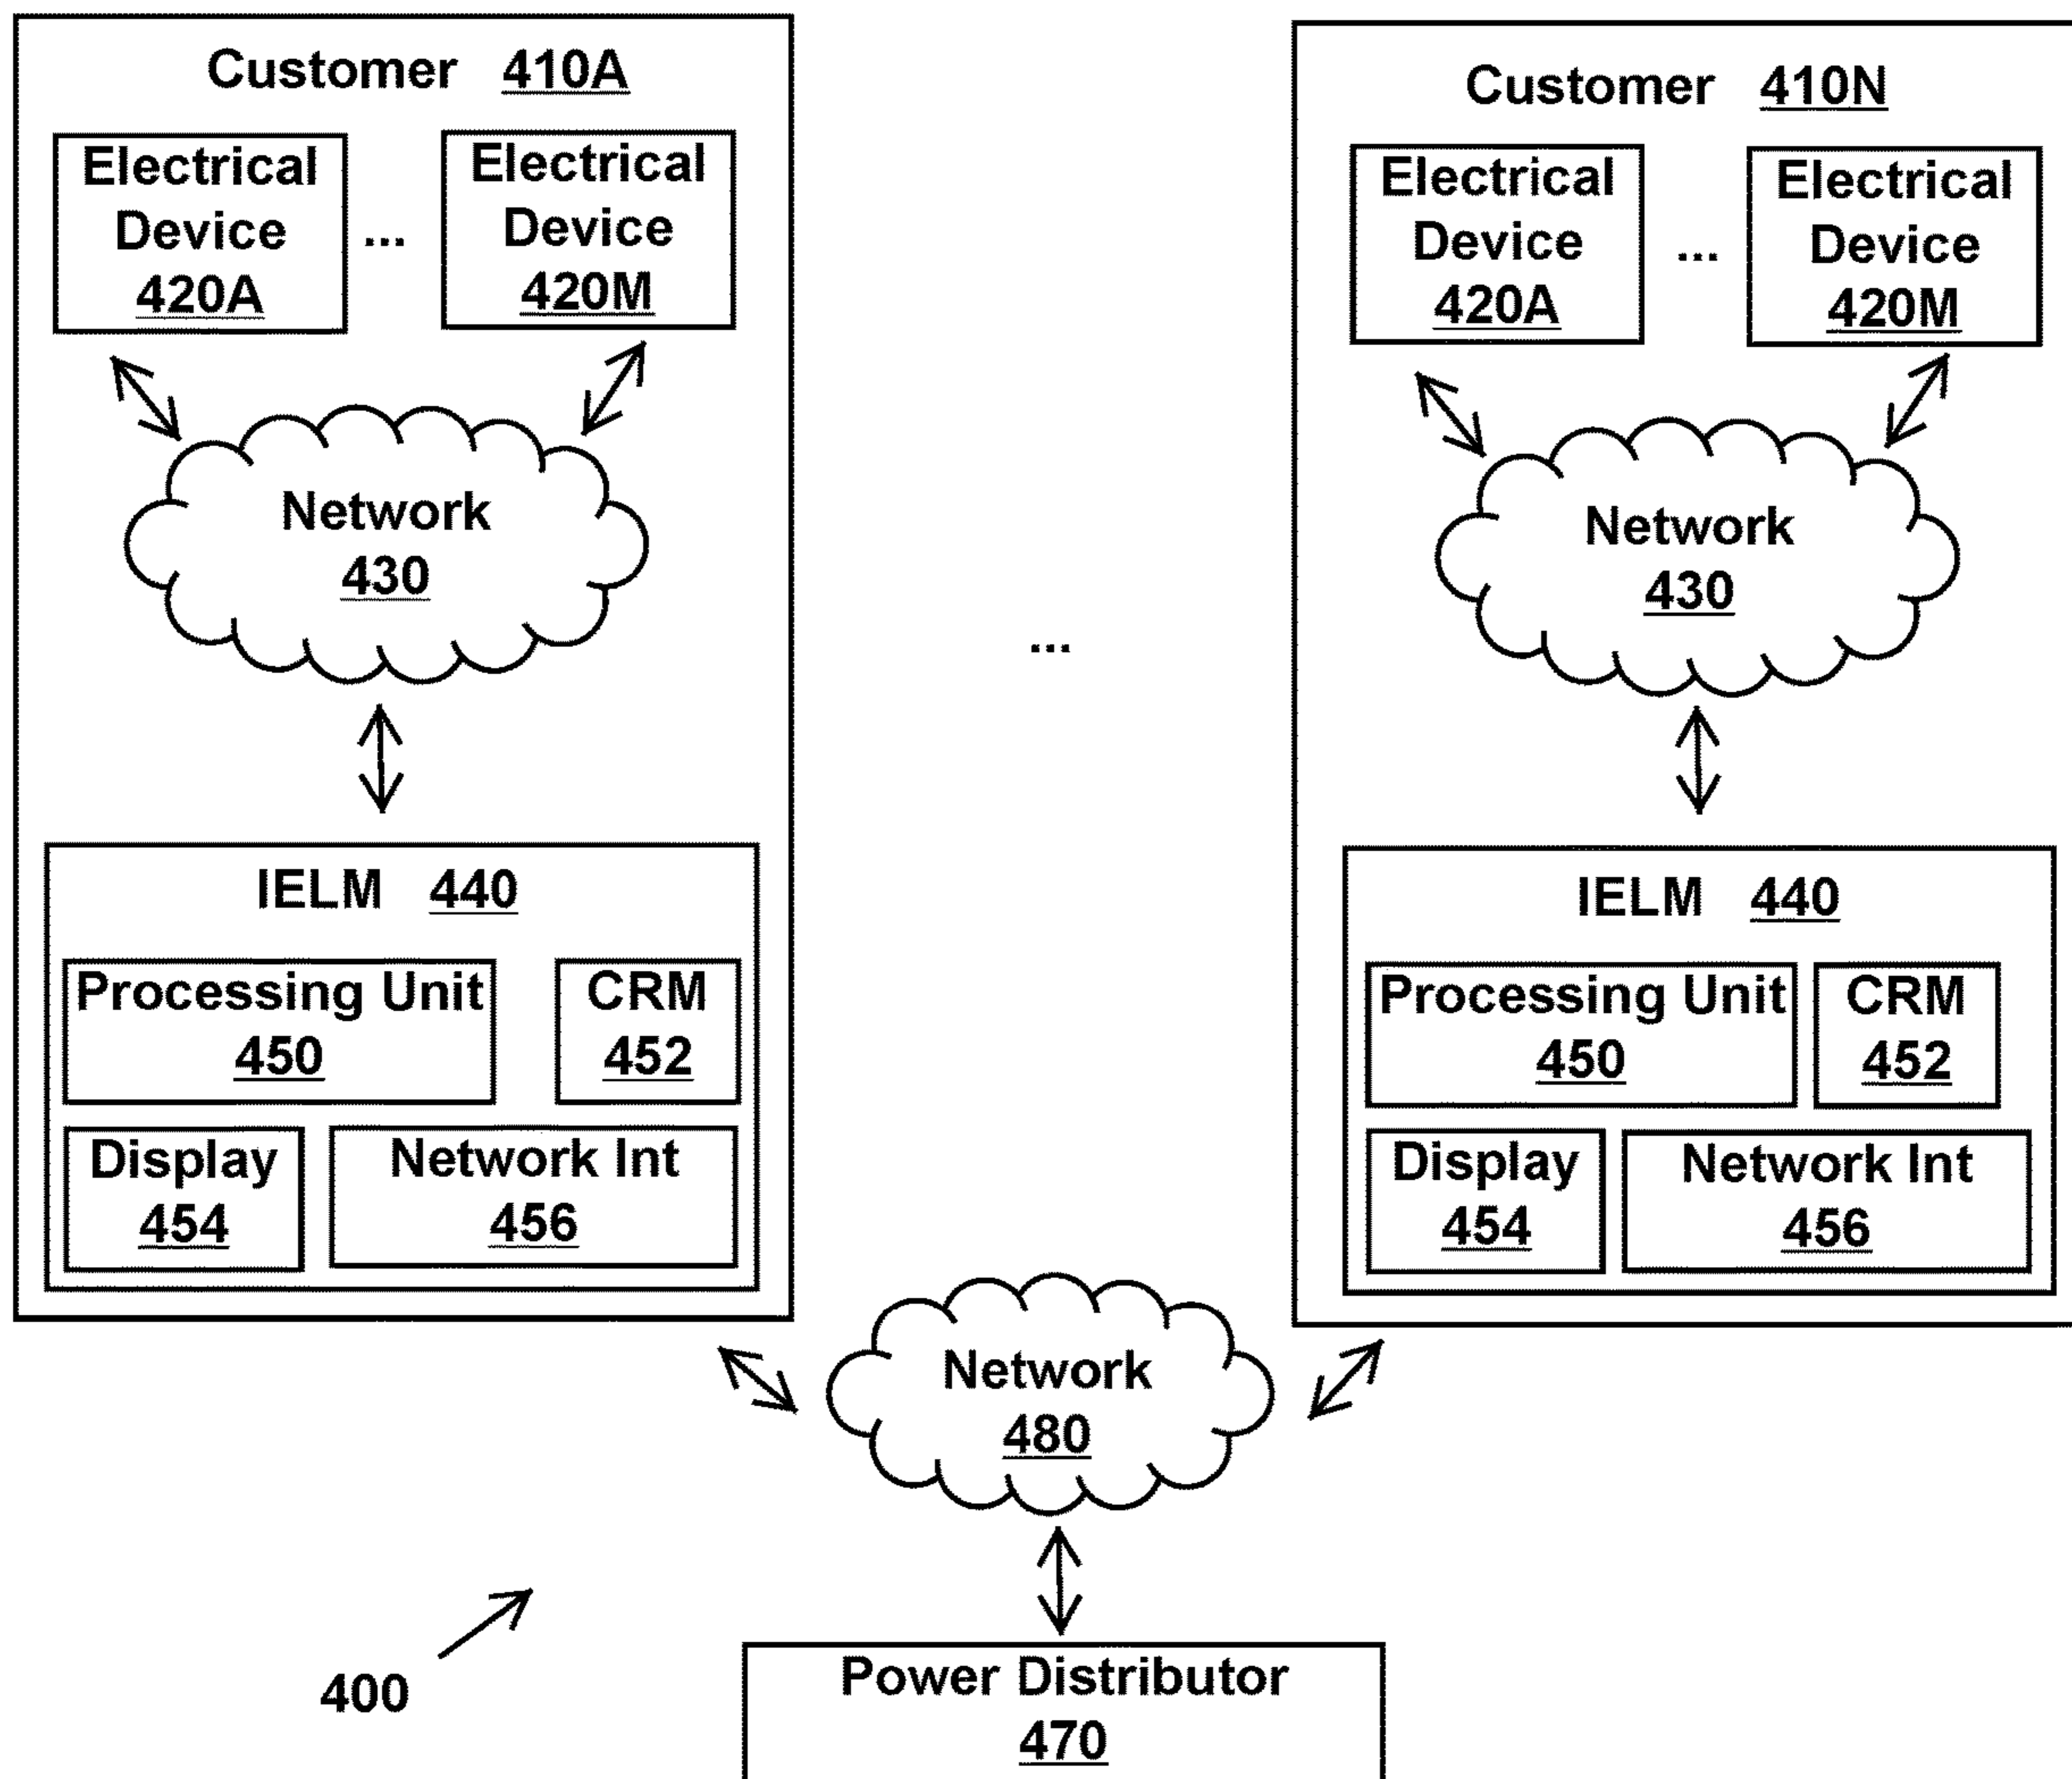 Customer 410A
Electrical
Device
420A
...
Electrical
Device
420M
Network
430
IELM 440
Processing Unit
450
CRM
452
Display
454
Network Int
456
...
Customer 410N
Electrical
Device
420A
...
Electrical
Device
420M
Network
430
IELM 440
Processing Unit
450
CRM
452
Display
454
Network Int
456
Network
480
400
Power Distributor
470